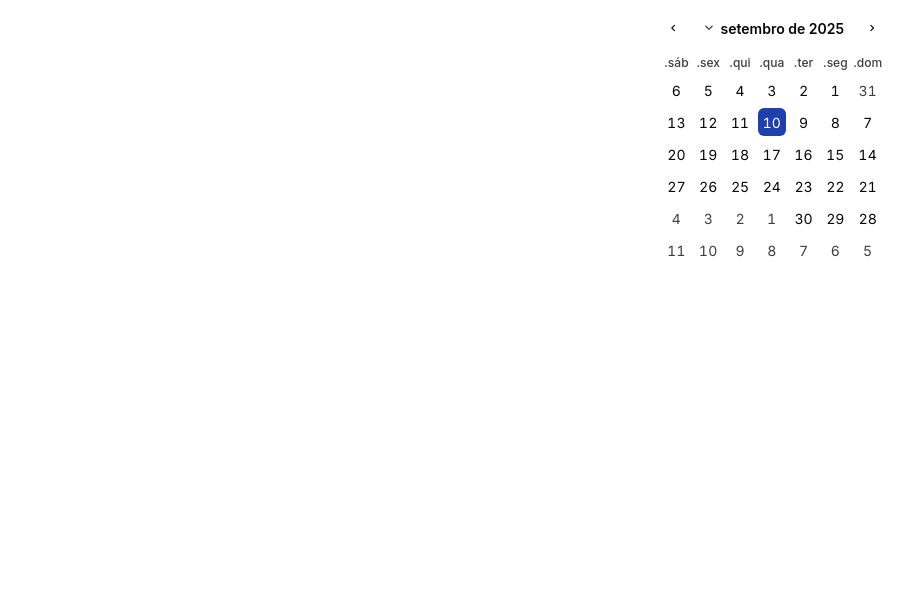 setembro de 2025
.sáb .sex .qui .qua .ter .seg .dom
6 5 4 3 2 1 31
13 12 11 10 9 8 7
20 19 18 17 16 15 14
27 26 25 24 23 22 21
4 3 2 1 30 29 28
11 10 9 8 7 6 5